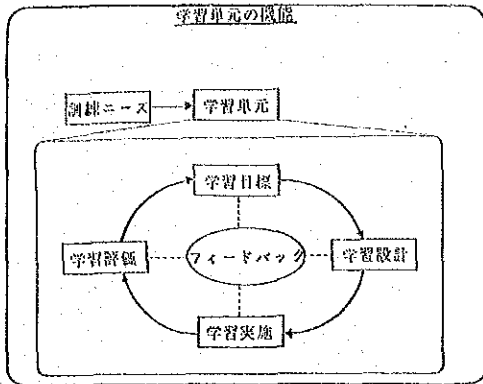 学習単元の機能
訓練ニーズ
学習単元
学習目標
学習評価
フィードバック
学習設計
学習実施